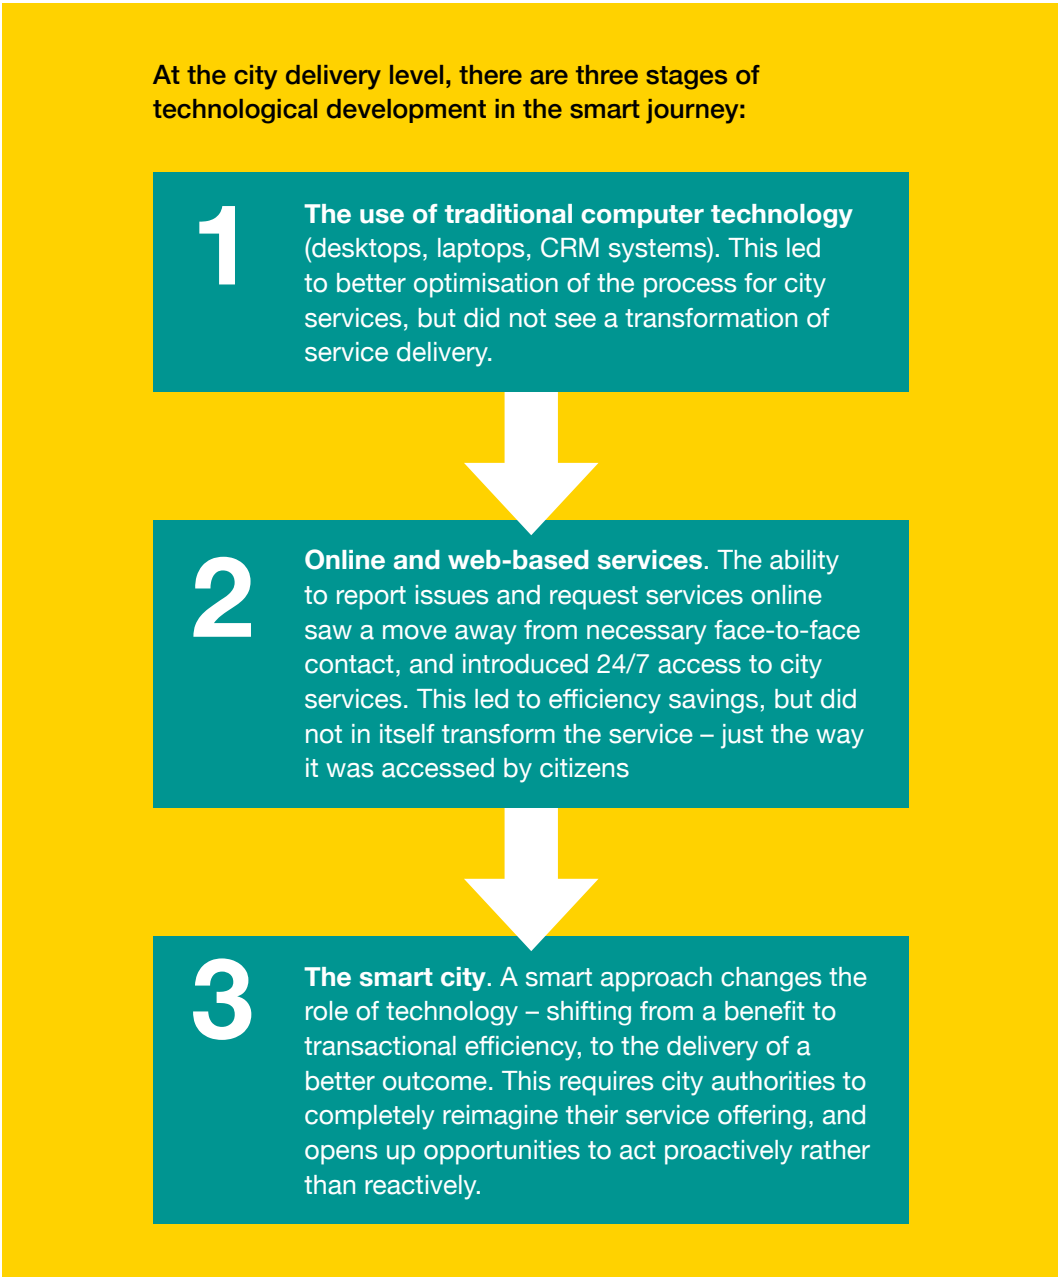 At the city delivery level, there are three stages of
technological development in the smart journey:
1
The use of traditional computer technology
(desktops, laptops, CRM systems). This led
to better optimisation of the process for city
services, but did not see a transformation of
service delivery.
2
Online and web-based services. The ability
to report issues and request services online
saw a move away from necessary face-to-face
contact, and introduced 24/7 access to city
services. This led to efficiency savings, but did
not in itself transform the service – just the way
it was accessed by citizens
3
The smart city. A smart approach changes the
role of technology – shifting from a benefit to
transactional efficiency, to the delivery of a
better outcome. This requires city authorities to
completely reimagine their service offering, and
opens up opportunities to act proactively rather
than reactively.